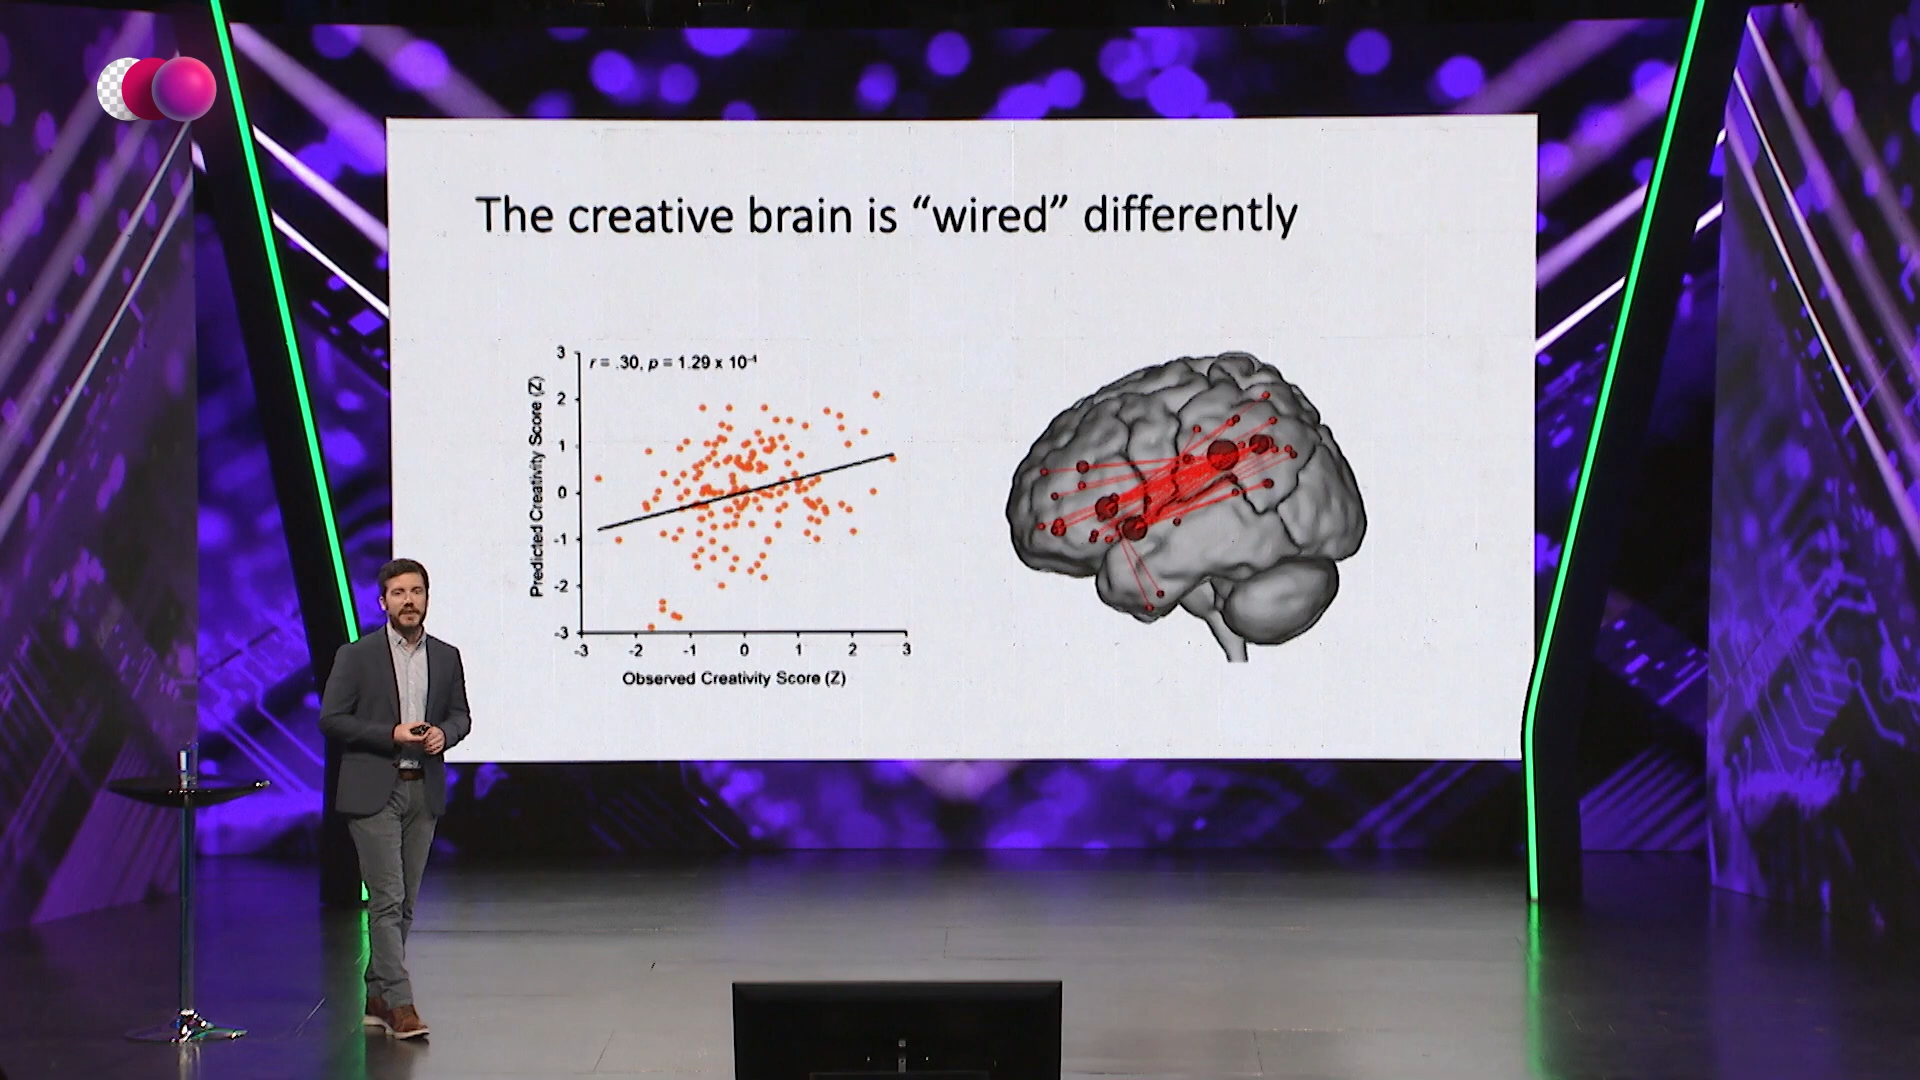 The creative brain is “wired” differently
r = .30, p = 1.29 x 10⁻⁴
Predicted Creativity Score (Z)
3
2
1
0
-1
-2
-3
-3 -2 -1 0 1 2 3
Observed Creativity Score (Z)